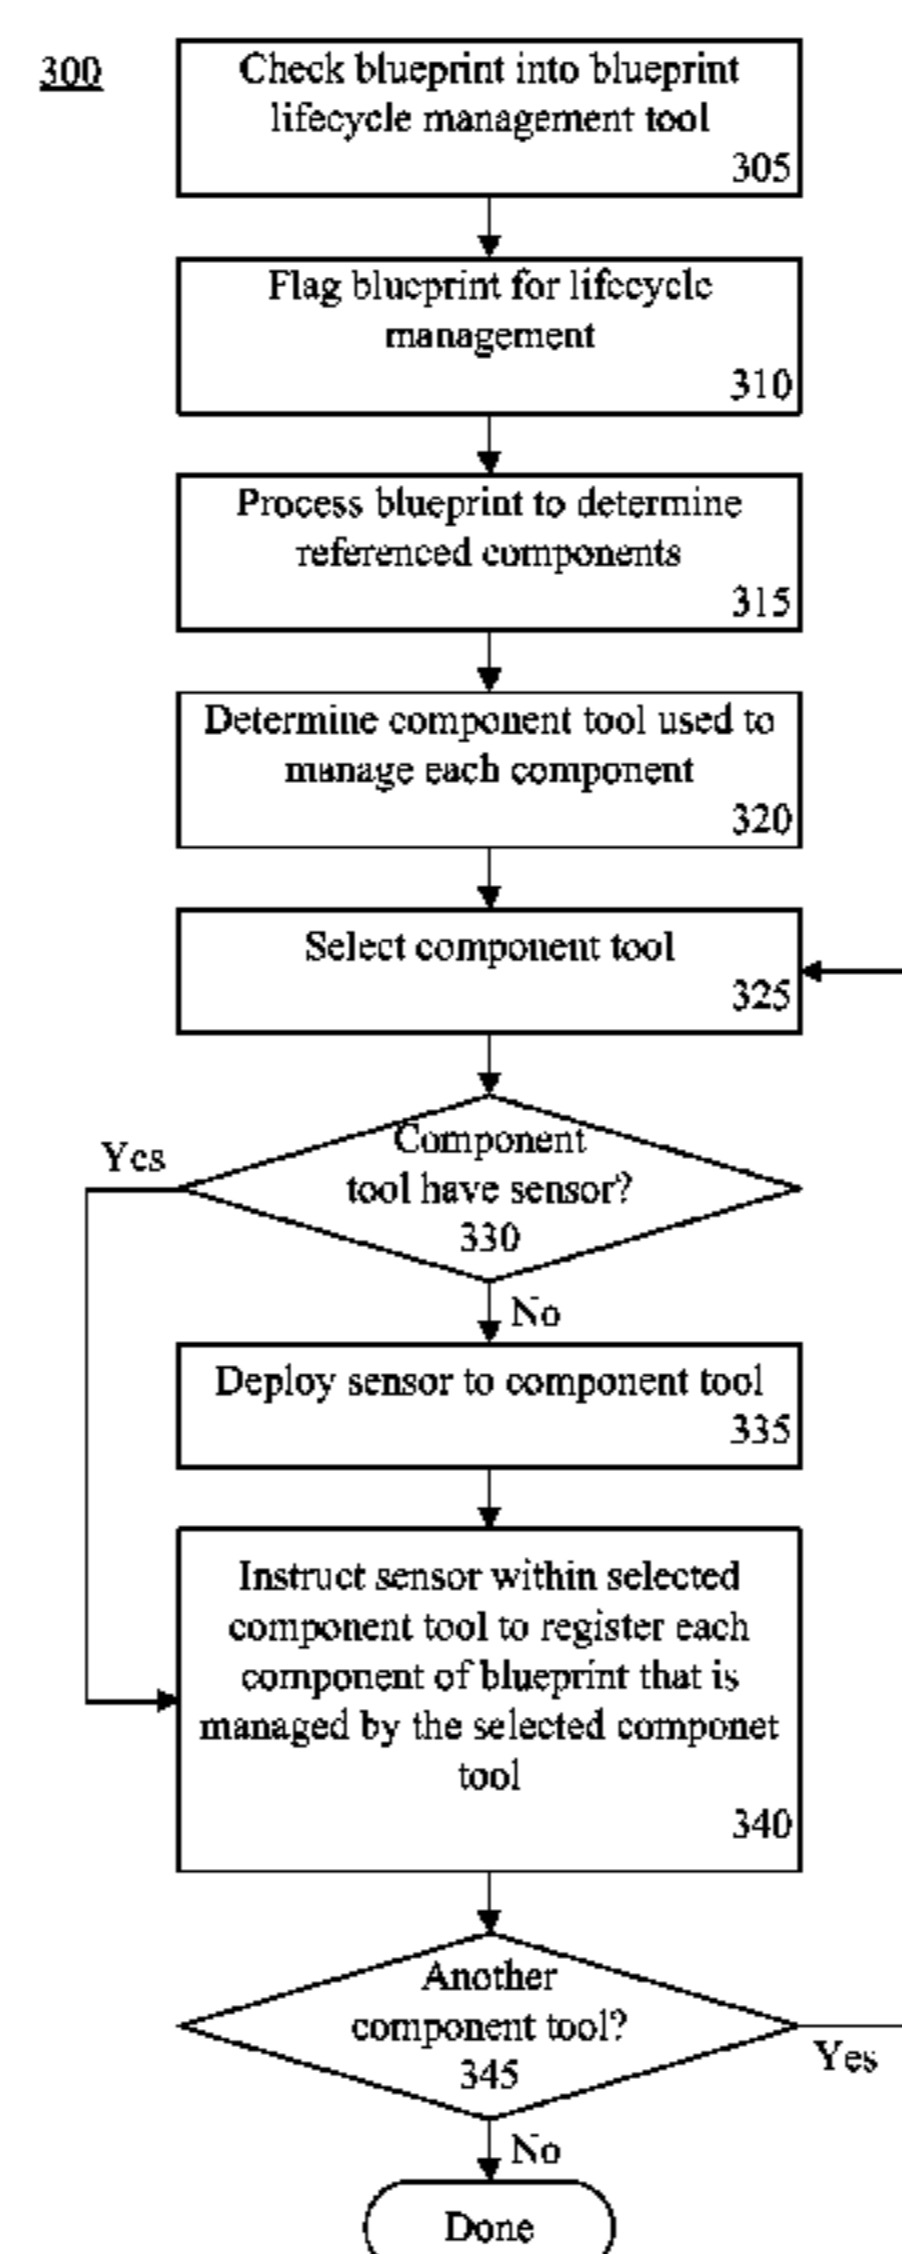 300
Check blueprint into blueprint
lifecycle management tool
305
Flag blueprint for lifecycle
management
310
Process blueprint to determine
referenced components
315
Determine component tool used to
manage each component
320
Select component tool
325
Component
tool have sensor?
330
Yes
No
Deploy sensor to component tool
335
Instruct sensor within selected
component tool to register each
component of blueprint that is
managed by the selected componet
tool
340
Another
component tool?
345
Yes
No
Done